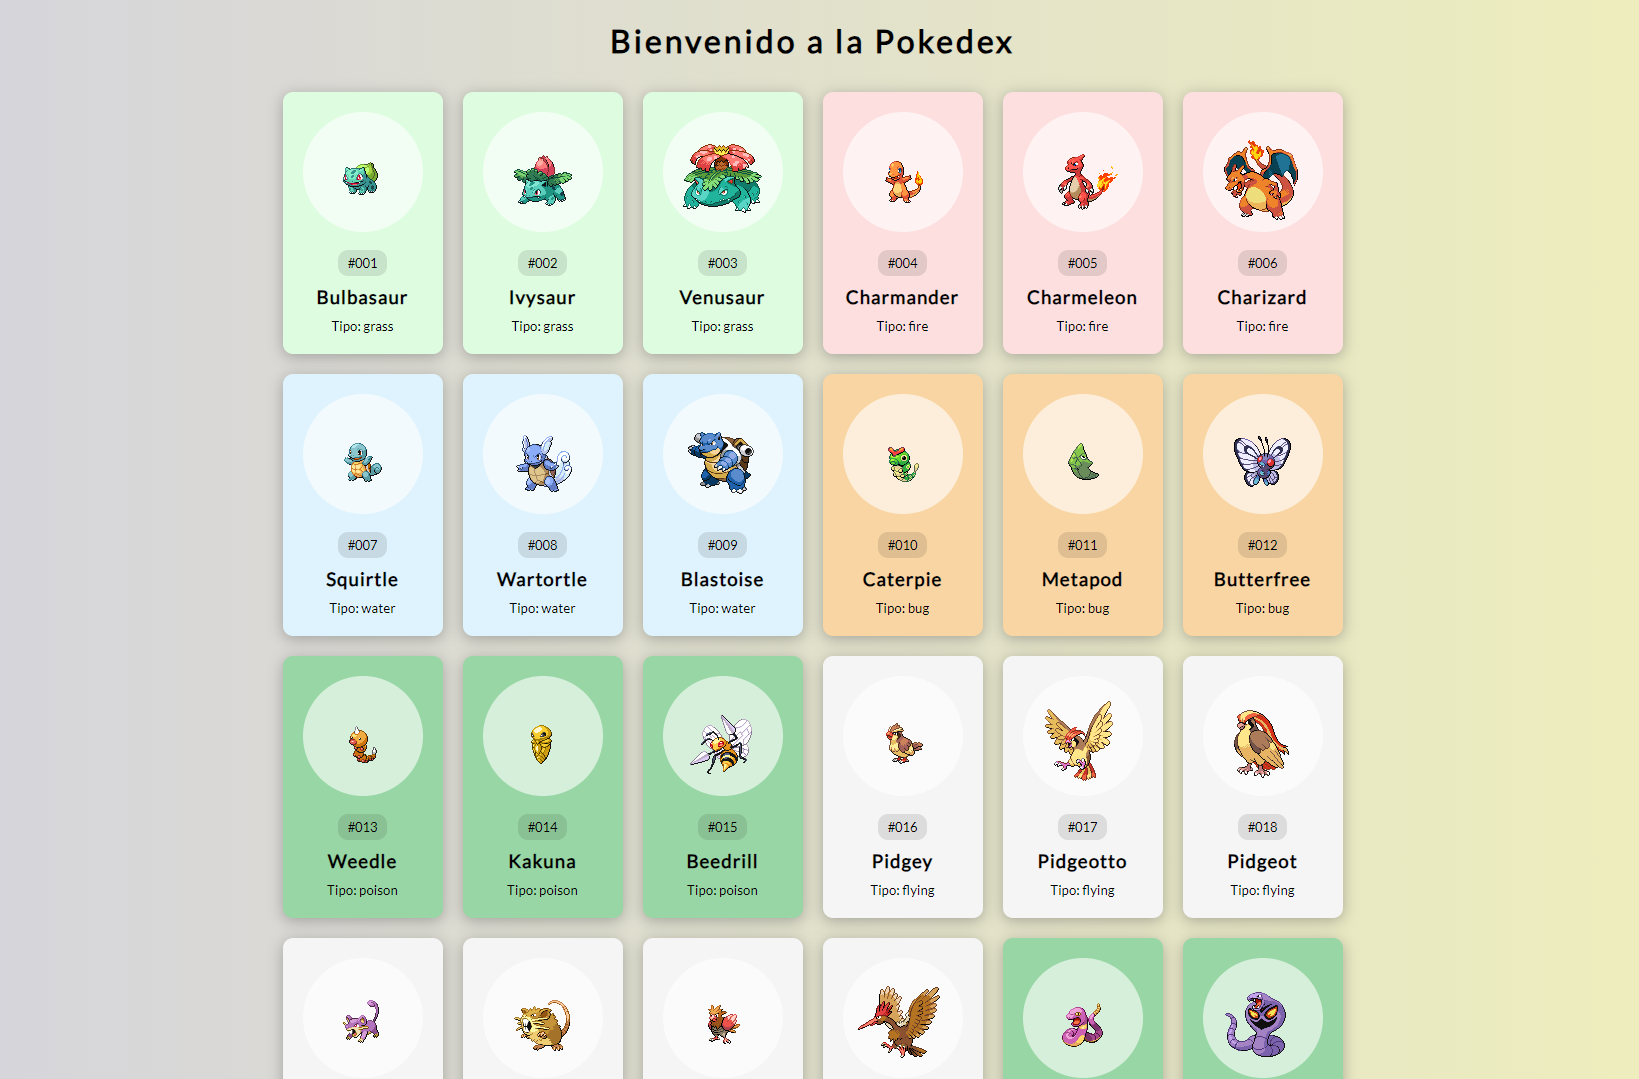 Bienvenido a la Pokedex
#001 #002 #003 #004 #005 #006
Bulbasaur Ivysaur Venusaur Charmander Charmeleon Charizard
Tipo: grass Tipo: grass Tipo: grass Tipo: fire Tipo: fire Tipo: fire
#007 #008 #009 #010 #011 #012
Squirtle Wartortle Blastoise Caterpie Metapod Butterfree
Tipo: water Tipo: water Tipo: water Tipo: bug Tipo: bug Tipo: bug
#013 #014 #015 #016 #017 #018
Weedle Kakuna Beedrill Pidgey Pidgeotto Pidgeot
Tipo: poison Tipo: poison Tipo: poison Tipo: flying Tipo: flying Tipo: flying